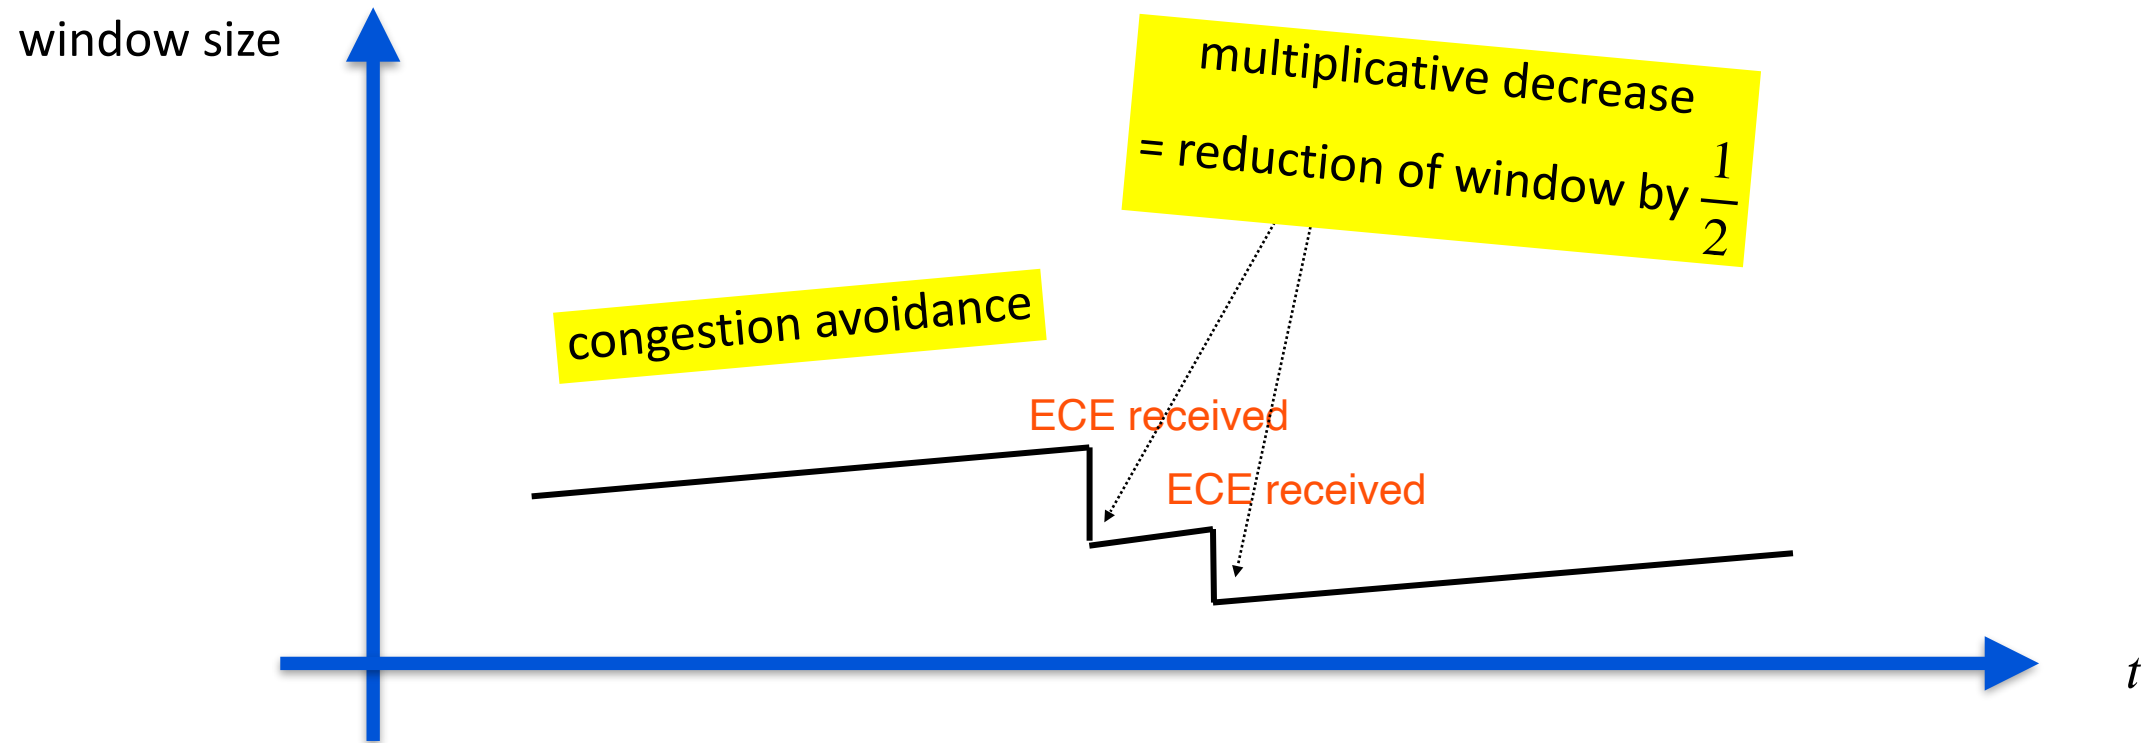 window size
multiplicative decrease
= reduction of window by 1/2
congestion avoidance
ECE received
ECE received
t